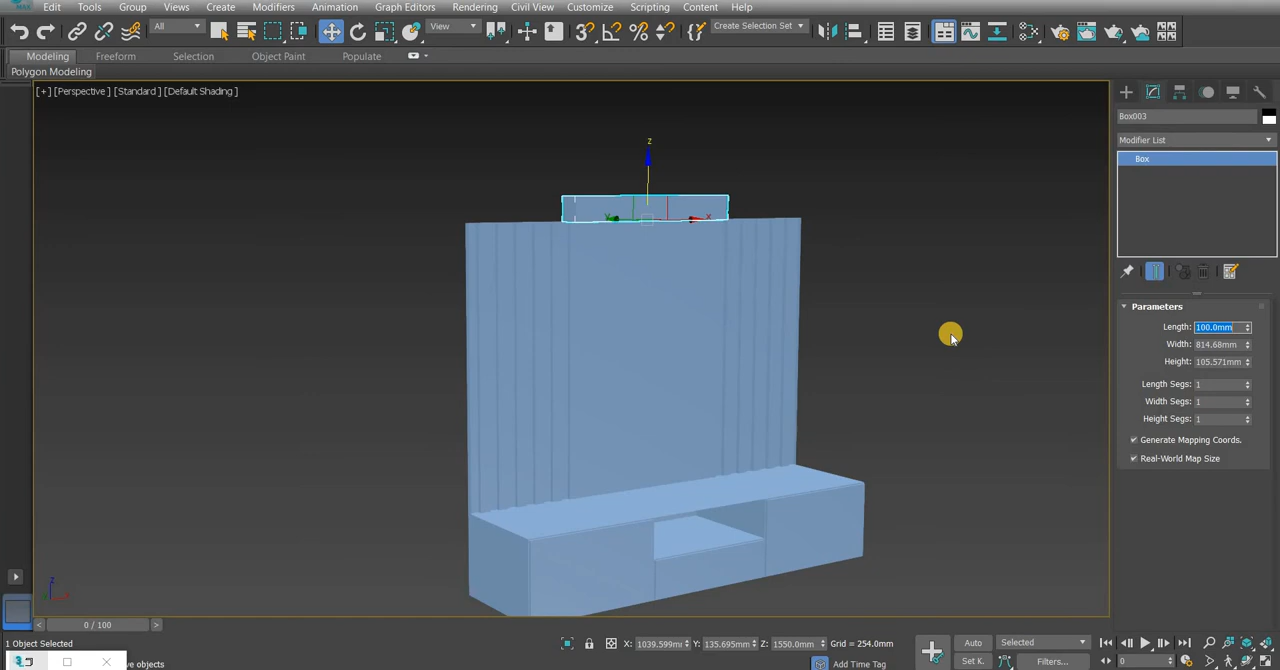 Edit Tools Group Views Create Modifiers Animation Graph Editors Rendering Civil View Customize Scripting Content Help
All View Create Selection Set
Modeling Freeform Selection Object Paint Populate
Polygon Modeling
[+] [Perspective ] [Standard ] [Default Shading ]
Box003
Modifier List
Box
z
y x
Parameters
Length: 100.0mm
Width: 814.68mm
Height: 105.571mm
Length Segs: 1
Width Segs: 1
Height Segs: 1
Generate Mapping Coords.
Real-World Map Size
z
x
0 / 100
1 Object Selected X: 1039.599mm Y: 135.695mm Z: 1550.0mm Grid = 254.0mm Auto Selected
ve objects Add Time Tag Set K. Filters... 0